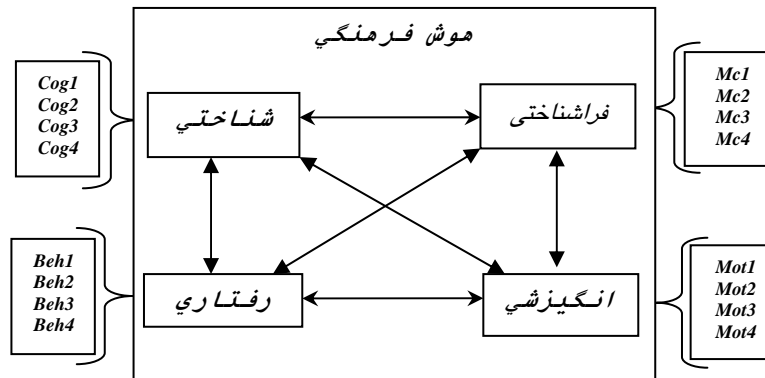 هوش فرهنگي
Cog1
Cog2
Cog3
Cog4
شناختي
فراشناختی
Mc1
Mc2
Mc3
Mc4
Beh1
Beh2
Beh3
Beh4
رفتاري
انگيزشي
Mot1
Mot2
Mot3
Mot4